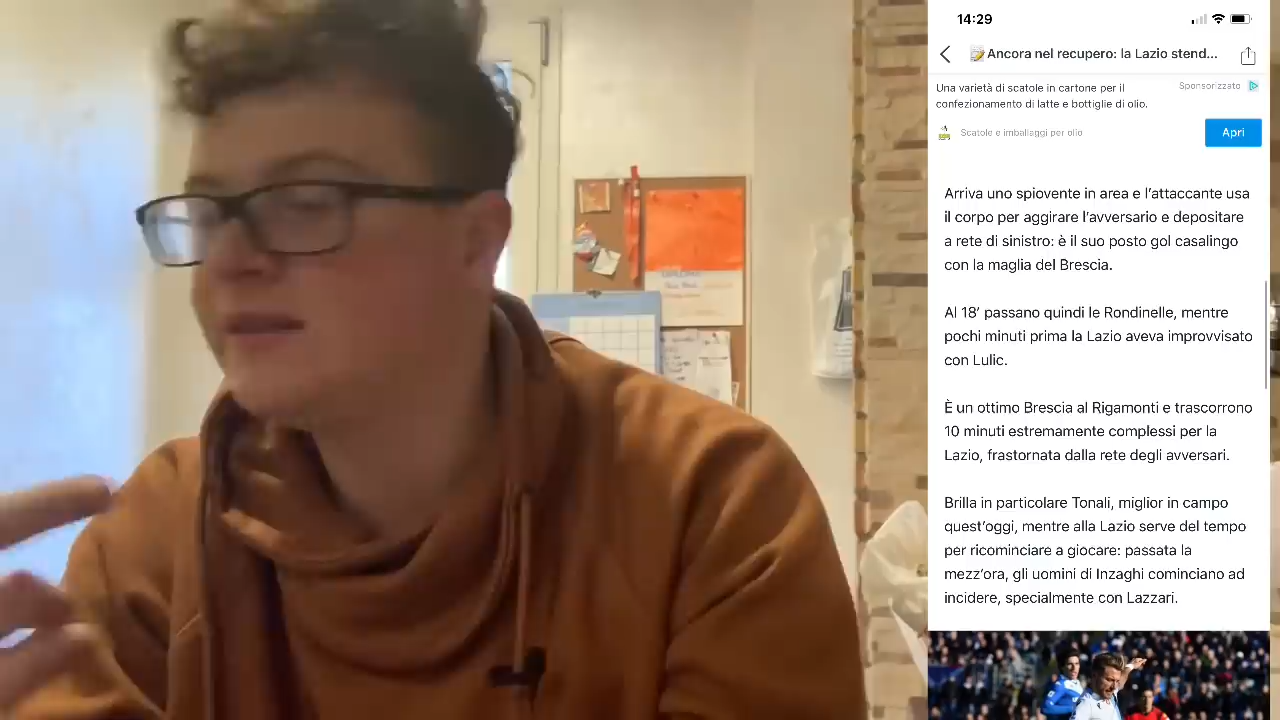 14:29
📝Ancora nel recupero: la Lazio stend...
Una varietà di scatole in cartone per il
confezionamento di latte e bottiglie di olio.
Sponsorizzato
Scatole e imballaggi per olio
Apri
Arriva uno spiovente in area e l'attaccante usa
il corpo per aggirare l'avversario e depositare
a rete di sinistro: è il suo posto gol casalingo
con la maglia del Brescia.
Al 18' passano quindi le Rondinelle, mentre
pochi minuti prima la Lazio aveva improvvisato
con Lulic.
È un ottimo Brescia al Rigamonti e trascorrono
10 minuti estremamente complessi per la
Lazio, frastornata dalla rete degli avversari.
Brilla in particolare Tonali, miglior in campo
quest'oggi, mentre alla Lazio serve del tempo
per ricominciare a giocare: passata la
mezz'ora, gli uomini di Inzaghi cominciano ad
incidere, specialmente con Lazzari.